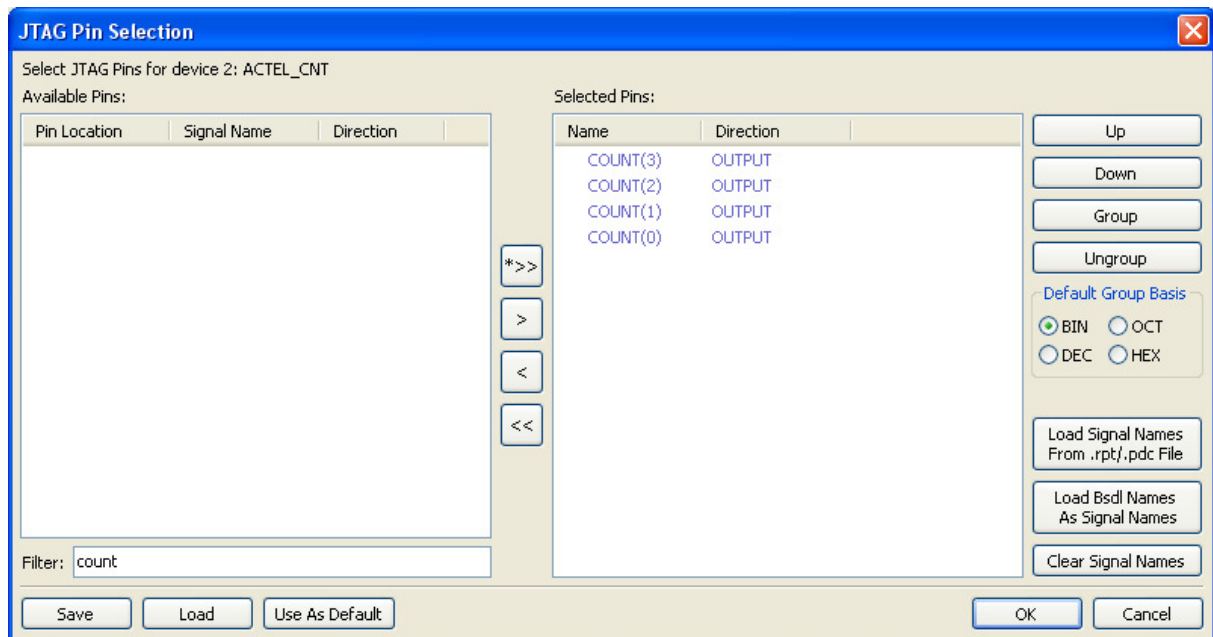 JTAG Pin Selection
Select JTAG Pins for device 2: ACTEL_CNT
Available Pins:
Pin Location Signal Name Direction
Filter: count
*>>
>
<
<<
Selected Pins:
Name Direction
COUNT(3) OUTPUT
COUNT(2) OUTPUT
COUNT(1) OUTPUT
COUNT(0) OUTPUT
Up
Down
Group
Ungroup
Default Group Basis
BIN OCT
DEC HEX
Load Signal Names
From .rpt/.pdc File
Load Bsdl Names
As Signal Names
Clear Signal Names
Save Load Use As Default OK Cancel